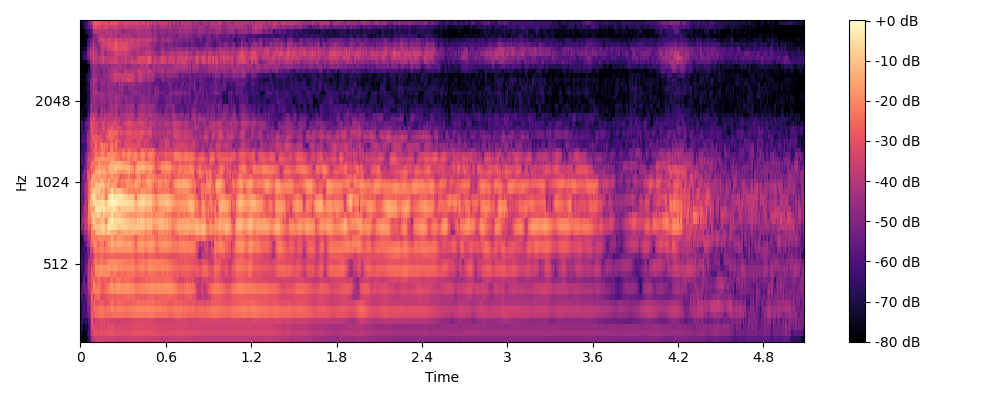 2048
1024
512
Hz
0 0.6 1.2 1.8 2.4 3 3.6 4.2 4.8
Time
+0 dB
-10 dB
-20 dB
-30 dB
-40 dB
-50 dB
-60 dB
-70 dB
-80 dB